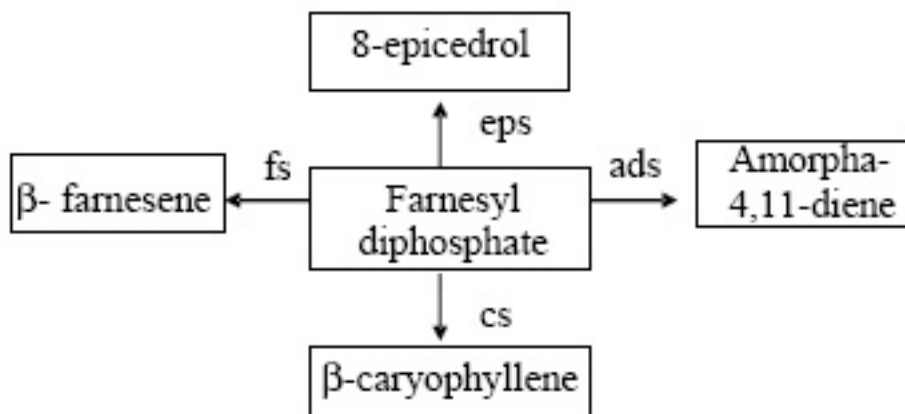 8-epicedrol
eps
β- farnesene
fs
Farnesyl
diphosphate
ads
Amorpha-
4,11-diene
cs
β-caryophyllene